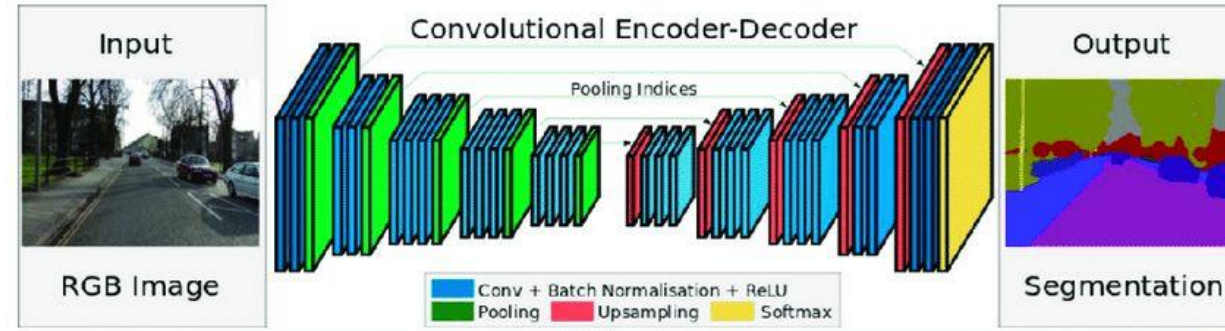 Input
RGB Image
Convolutional Encoder-Decoder
Pooling Indices
Conv + Batch Normalisation + ReLU
Pooling Upsampling Softmax
Output
Segmentation